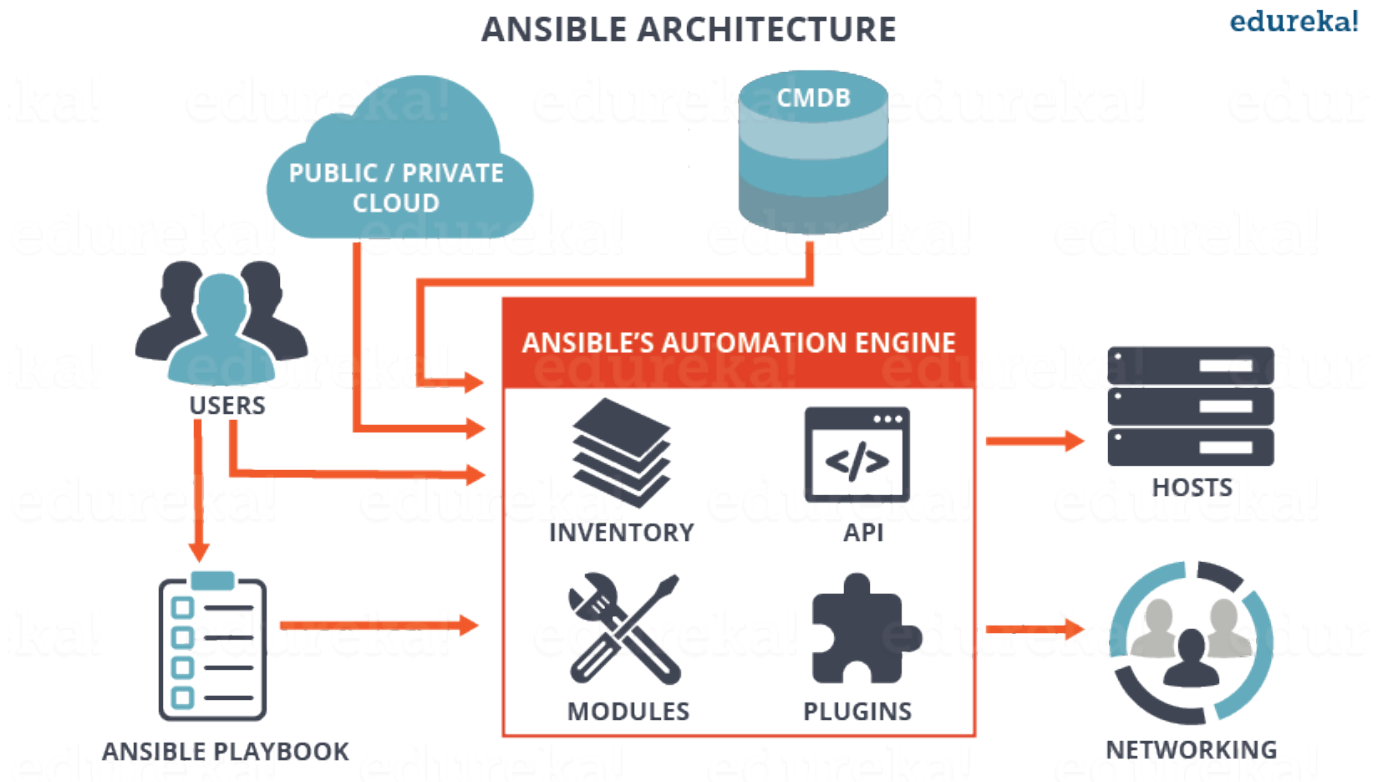 ANSIBLE ARCHITECTURE
edureka!
CMDB
PUBLIC / PRIVATE
CLOUD
USERS
ANSIBLE'S AUTOMATION ENGINE
INVENTORY
API
HOSTS
MODULES
PLUGINS
ANSIBLE PLAYBOOK
NETWORKING